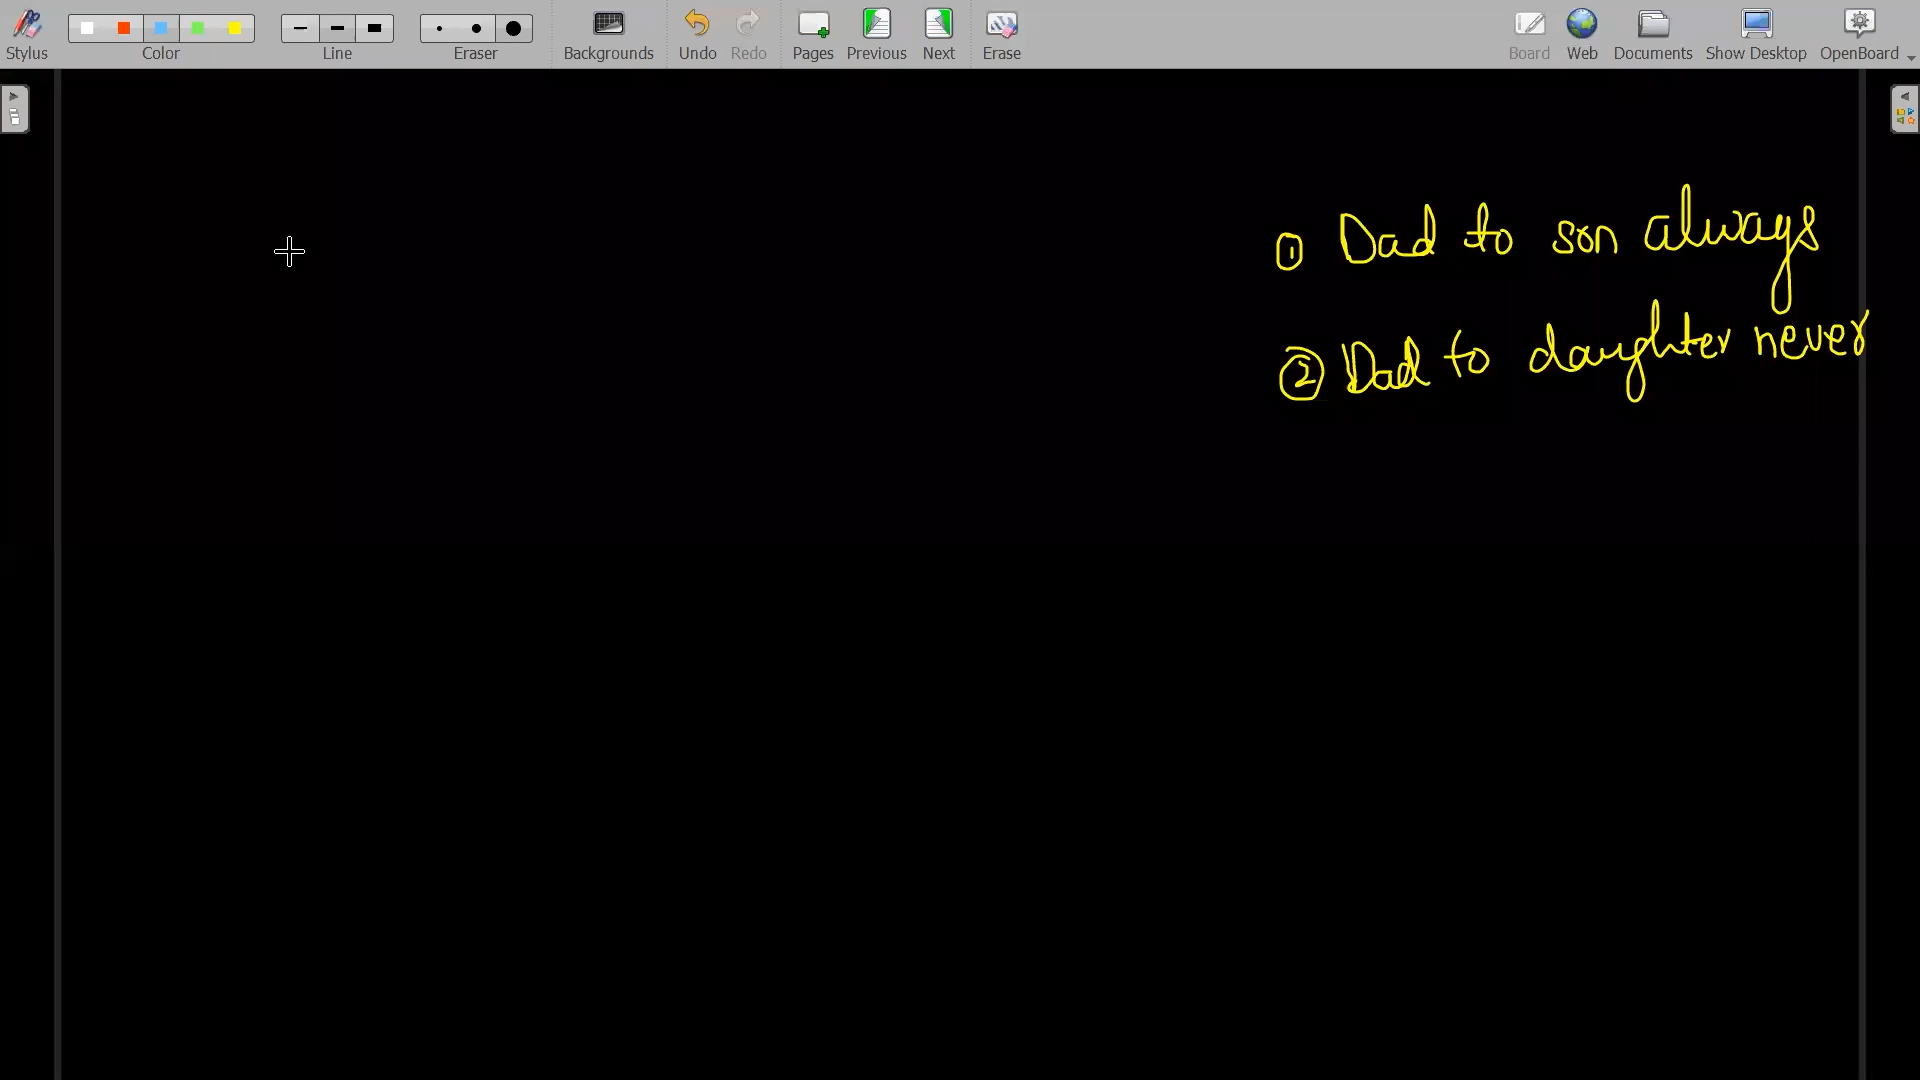 Stylus Color Line Eraser Backgrounds Undo Redo Pages Previous Next Erase Board Web Documents Show Desktop OpenBoard
① Dad to son always
② Dad to daughter never